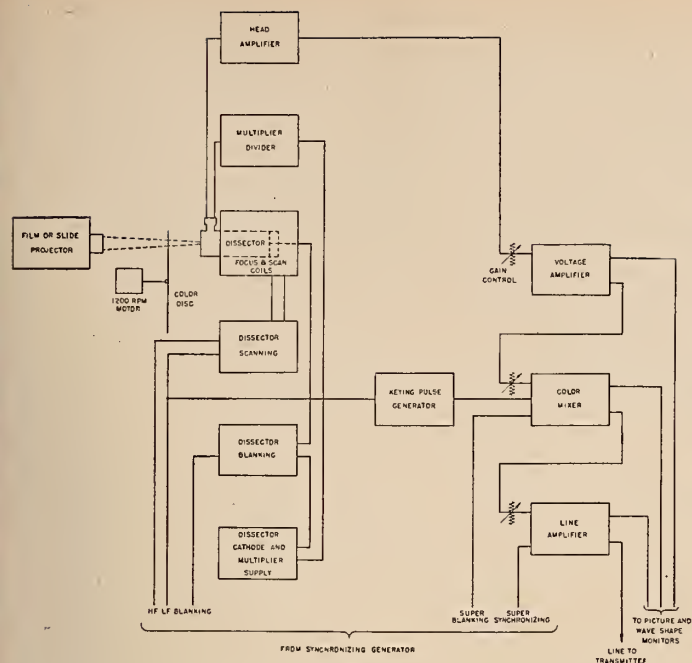 HEAD
AMPLIFIER
MULTIPLIER
DIVIDER
FILM OR SLIDE
PROJECTOR
DISSECTOR
FOCUS & SCAN
COILS
1200 RPM
MOTOR
COLOR
DISC
GAIN
CONTROL
VOLTAGE
AMPLIFIER
DISSECTOR
SCANNING
KEYING PULSE
GENERATOR
COLOR
MIXER
DISSECTOR
BLANKING
LINE
AMPLIFIER
DISSECTOR
CATHODE AND
MULTIPLIER
SUPPLY
HF LF BLANKING
SUPER
BLANKING
SUPER
SYNCHRONIZING
TO PICTURE AND
WAVE SHAPE
MONITORS
FROM SYNCHRONIZING GENERATOR
LINE TO
TRANSMITTER